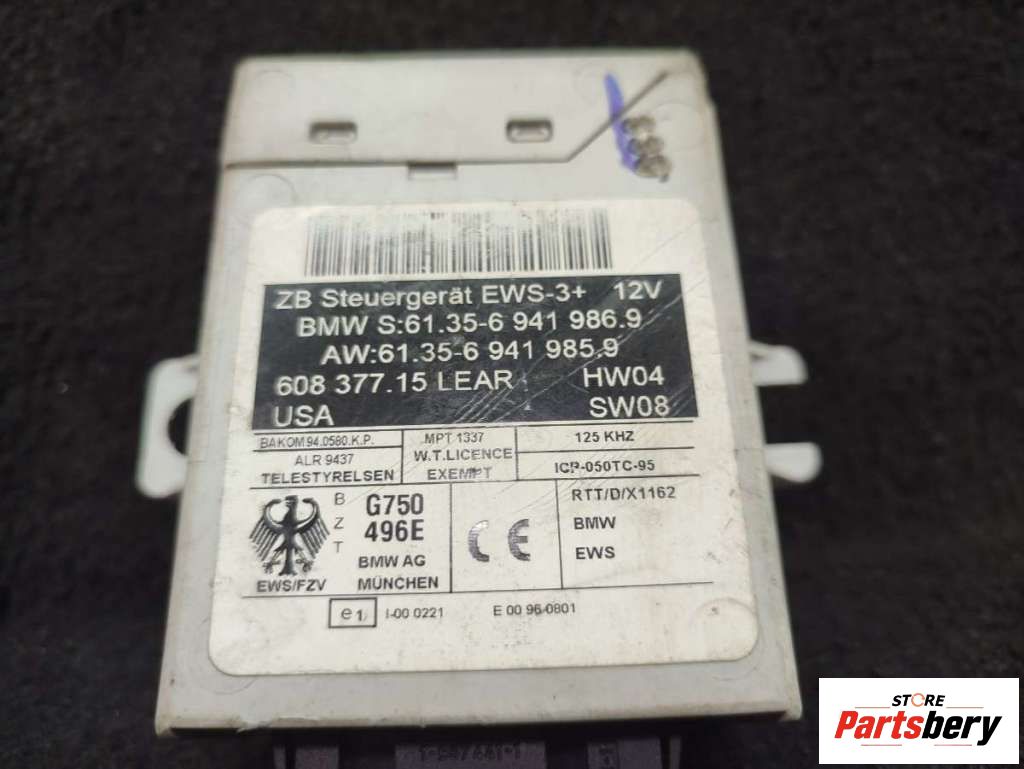 ZB Steuergerät EWS-3+ 12V
BMW S:61.35-6 941 986.9
AW:61.35-6 941 985.9
608 377.15 LEAR HW04
USA SW08
BAKOM94.0580.K.P.
ALR 9437
TELESTYRELSEN
MPT 1337
W.T.LICENCE
EXEMPT
125 KHZ
ICP-050TC-95
EWS/FZV
B
Z
T
G750
496E
BMW AG
MÜNCHEN
CE
RTT/D/X1162
BMW
EWS
e1 I-00 0221 E 00 96 0801
STORE
Partsbery